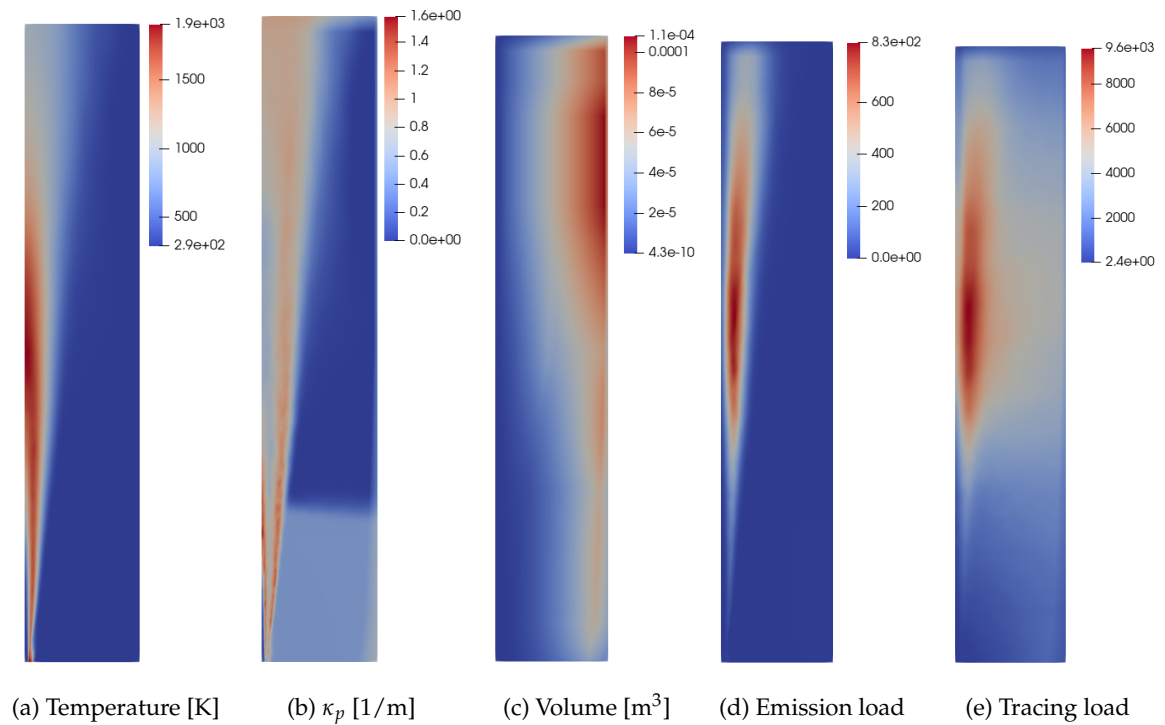 1.9e+03
1500
1000
500
2.9e+02
1.6e+00
1.4
1.2
1
0.8
0.6
0.4
0.2
0.0e+00
1.1e-04
0.0001
8e-5
6e-5
4e-5
2e-5
4.3e-10
8.3e+02
600
400
200
0.0e+00
9.6e+03
8000
6000
4000
2000
2.4e+00
(a) Temperature [K]
(b) κₚ [1/m]
(c) Volume [m³]
(d) Emission load
(e) Tracing load